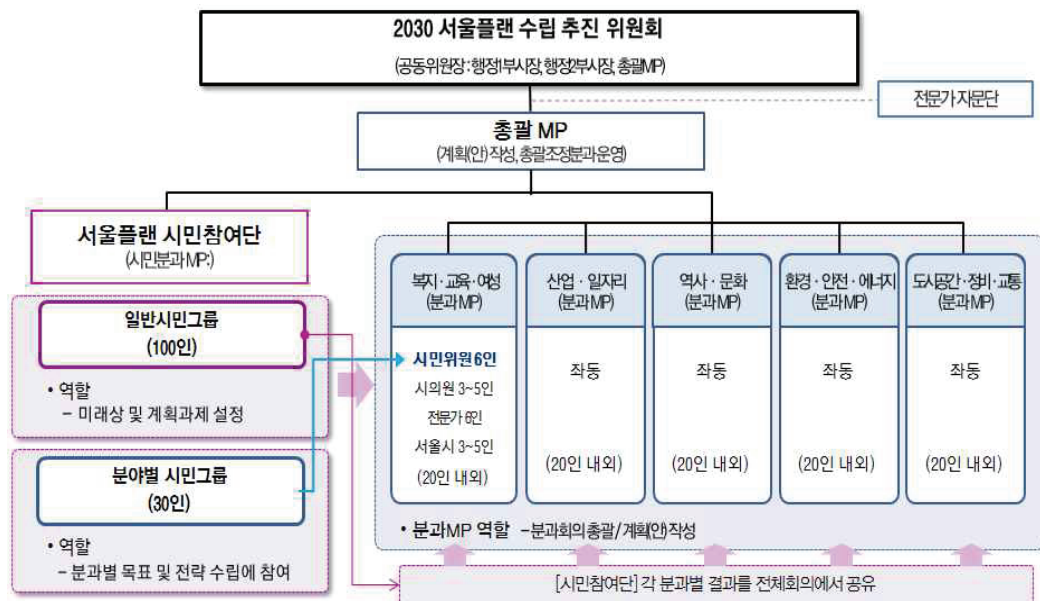 2030 서울플랜 수립 추진 위원회
(공동위원장 : 행정1부시장, 행정2부시장, 총괄MP)
전문가 자문단
총괄 MP
(계획(안) 작성, 총괄조정분과 운영)
서울플랜 시민참여단
(시민분과 MP:)
일반시민그룹
(100인)
• 역할
– 미래상 및 계획과제 설정
분야별 시민그룹
(30인)
• 역할
– 분과별 목표 및 전략 수립에 참여
복지·교육·여성
(분과 MP)
시민위원 6인
시의원 3~5인
전문가 6인
서울시 3~5인
(20인 내외)
산업·일자리
(분과 MP)
좌동
(20인 내외)
역사·문화
(분과 MP)
좌동
(20인 내외)
환경·안전·에너지
(분과 MP)
좌동
(20인 내외)
도시공간·정비·교통
(분과 MP)
좌동
(20인 내외)
• 분과MP 역할 –분과회의 총괄/계획(안)작성
[시민참여단] 각 분과별 결과를 전체회의에서 공유